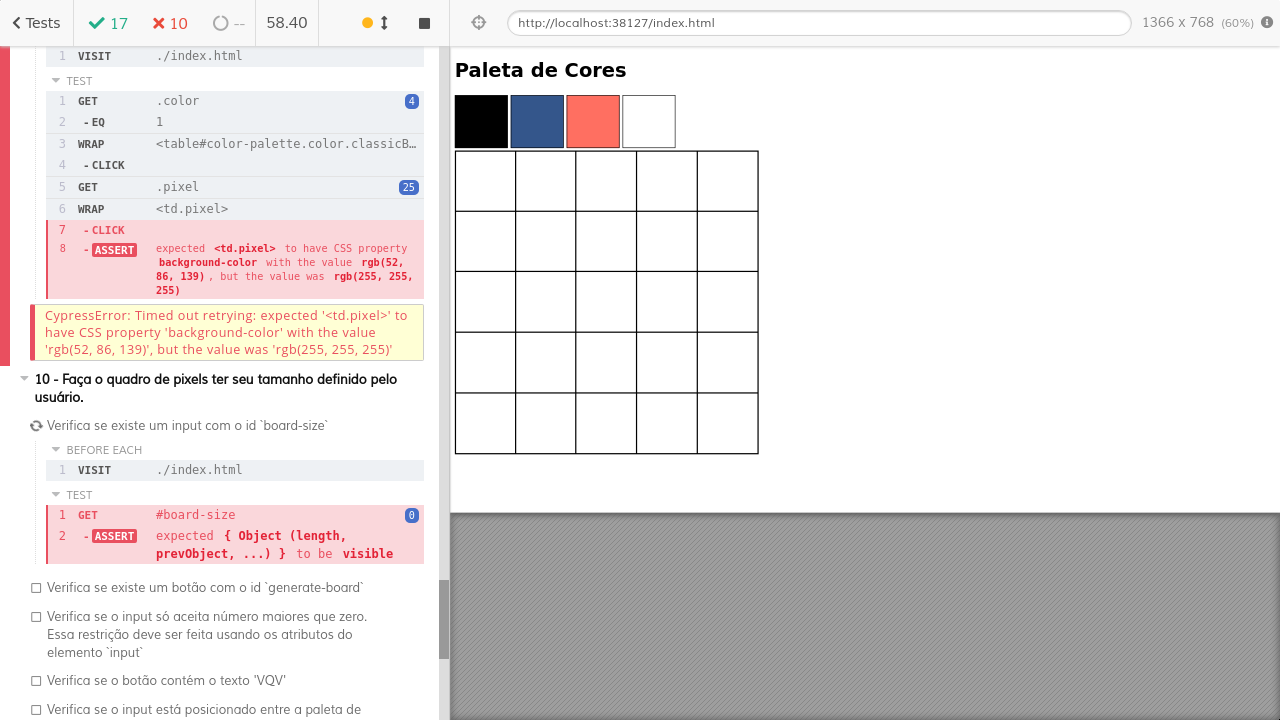 Tests 17 10 -- 58.40
http://localhost:38127/index.html 1366 x 768 (60%)
1 VISIT ./index.html
TEST
1 GET .color 4
2 - EQ 1
3 WRAP <table#color-palette.color.classicB…
4 - CLICK
5 GET .pixel 25
6 WRAP <td.pixel>
7 - CLICK
8 - ASSERT expected <td.pixel> to have CSS property
background-color with the value rgb(52,
86, 139) , but the value was rgb(255, 255,
255)
CypressError: Timed out retrying: expected '<td.pixel>' to
have CSS property 'background-color' with the value
'rgb(52, 86, 139)', but the value was 'rgb(255, 255, 255)'
10 - Faça o quadro de pixels ter seu tamanho definido pelo
usuário.
Verifica se existe um input com o id `board-size`
BEFORE EACH
1 VISIT ./index.html
TEST
1 GET #board-size 0
2 - ASSERT expected { Object (length,
prevObject, ...) } to be visible
Verifica se existe um botão com o id `generate-board`
Verifica se o input só aceita número maiores que zero.
Essa restrição deve ser feita usando os atributos do
elemento `input`
Verifica se o botão contém o texto 'VQV'
Verifica se o input está posicionado entre a paleta de
Paleta de Cores